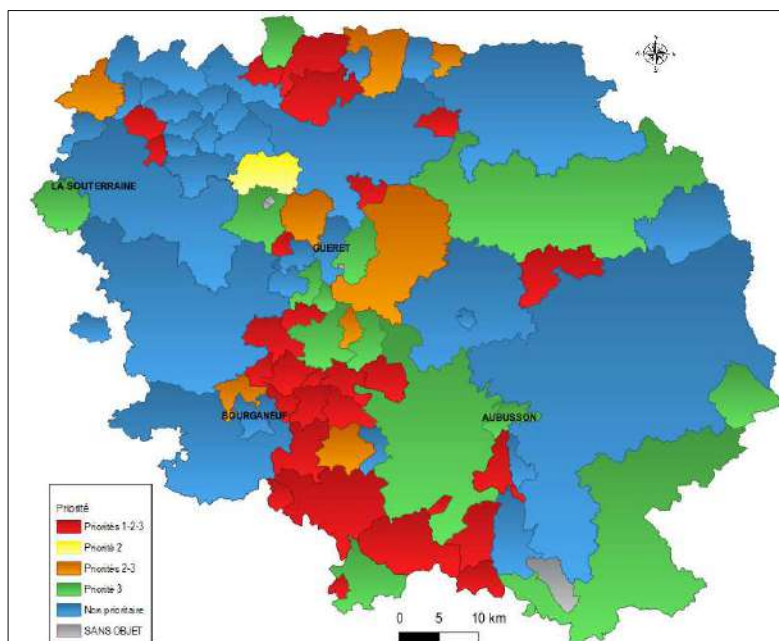 LA SOUTERRAINE
GUERET
BOURGANEUF
AUBUSSON
Priorité
Priorités 1-2-3
Priorité 2
Priorités 2-3
Priorité 3
Non prioritaire
SANS OBJET
0 5 10 km